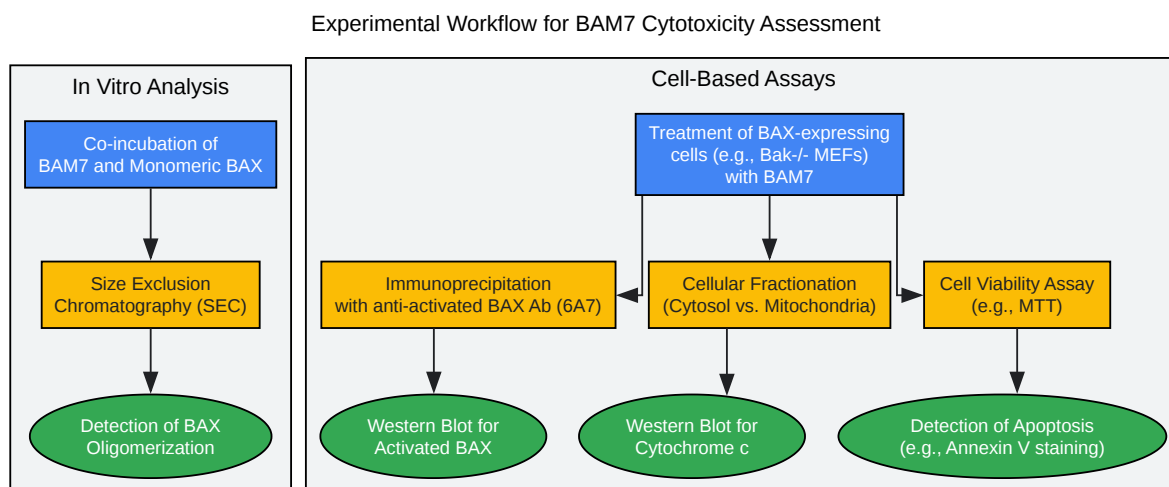 Experimental Workflow for BAM7 Cytotoxicity Assessment
In Vitro Analysis
Co-incubation of
BAM7 and Monomeric BAX
Size Exclusion
Chromatography (SEC)
Detection of BAX
Oligomerization
Cell-Based Assays
Treatment of BAX-expressing
cells (e.g., Bak-/- MEFs)
with BAM7
Immunoprecipitation
with anti-activated BAX Ab (6A7)
Cellular Fractionation
(Cytosol vs. Mitochondria)
Cell Viability Assay
(e.g., MTT)
Western Blot for
Activated BAX
Western Blot for
Cytochrome c
Detection of Apoptosis
(e.g., Annexin V staining)